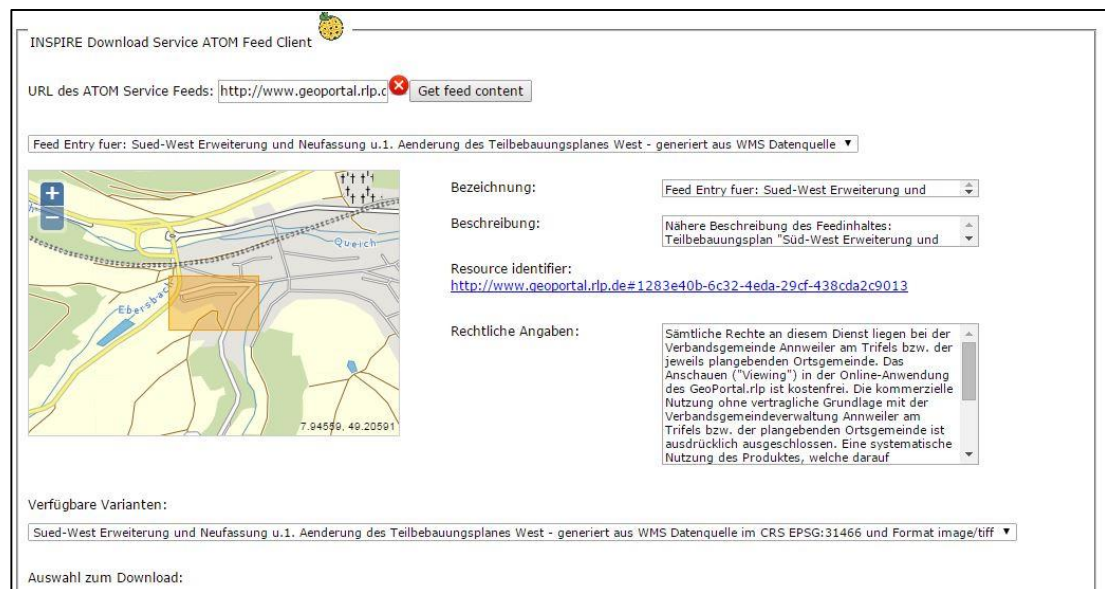 INSPIRE Download Service ATOM Feed Client
URL des ATOM Service Feeds: http://www.geoportal.rlp.c Get feed content
Feed Entry fuer: Sued-West Erweiterung und Neufassung u.1. Aenderung des Teilbebauungsplanes West - generiert aus WMS Datenquelle
+
−
Queich
Ebersbach
7.94559, 49.20591
Bezeichnung: Feed Entry fuer: Sued-West Erweiterung und
Beschreibung: Nähere Beschreibung des Feedinhaltes:
Teilbebauungsplan "Süd-West Erweiterung und
Resource identifier:
http://www.geoportal.rlp.de#1283e40b-6c32-4eda-29cf-438cda2c9013
Rechtliche Angaben: Sämtliche Rechte an diesem Dienst liegen bei der
Verbandsgemeinde Annweiler am Trifels bzw. der
jeweils plangebenden Ortsgemeinde. Das
Anschauen ("Viewing") in der Online-Anwendung
des GeoPortal.rlp ist kostenfrei. Die kommerzielle
Nutzung ohne vertragliche Grundlage mit der
Verbandsgemeindeverwaltung Annweiler am
Trifels bzw. der plangebenden Ortsgemeinde ist
ausdrücklich ausgeschlossen. Eine systematische
Nutzung des Produktes, welche darauf
Verfügbare Varianten:
Sued-West Erweiterung und Neufassung u.1. Aenderung des Teilbebauungsplanes West - generiert aus WMS Datenquelle im CRS EPSG:31466 und Format image/tiff
Auswahl zum Download: